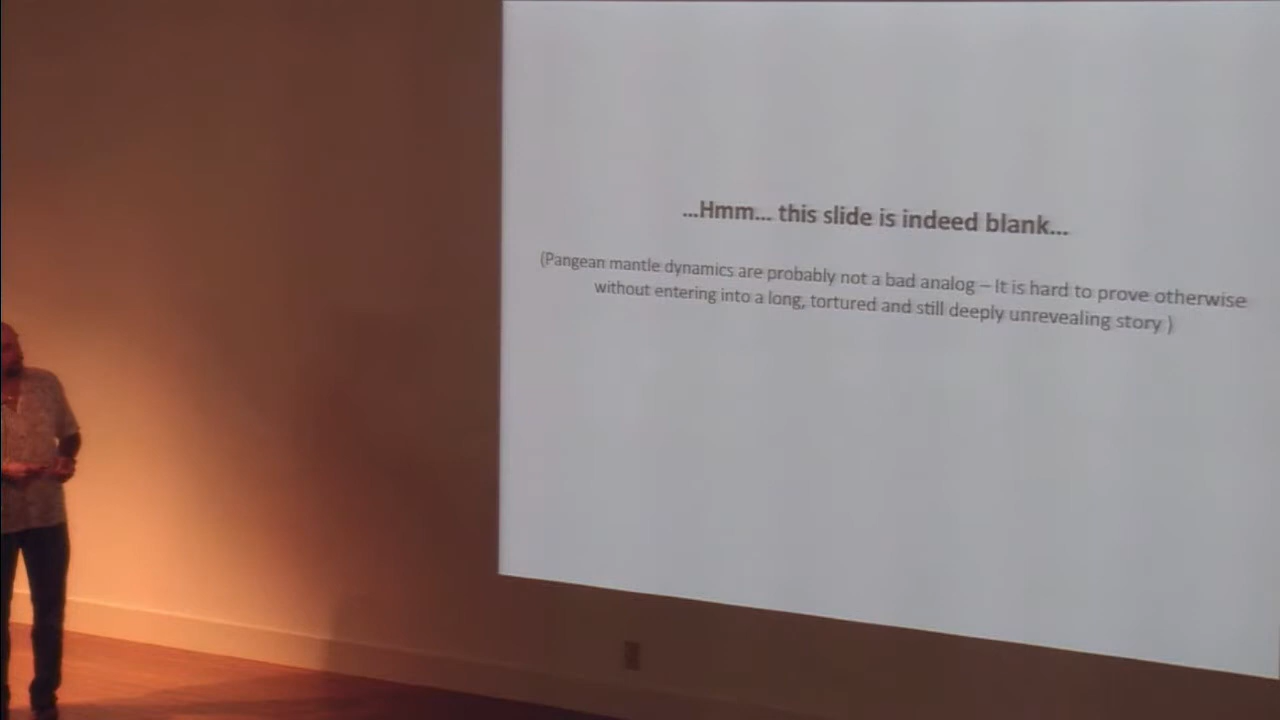 ...Hmm... this slide is indeed blank...
(Pangean mantle dynamics are probably not a bad analog – It is hard to prove otherwise
without entering into a long, tortured and still deeply unrevealing story )